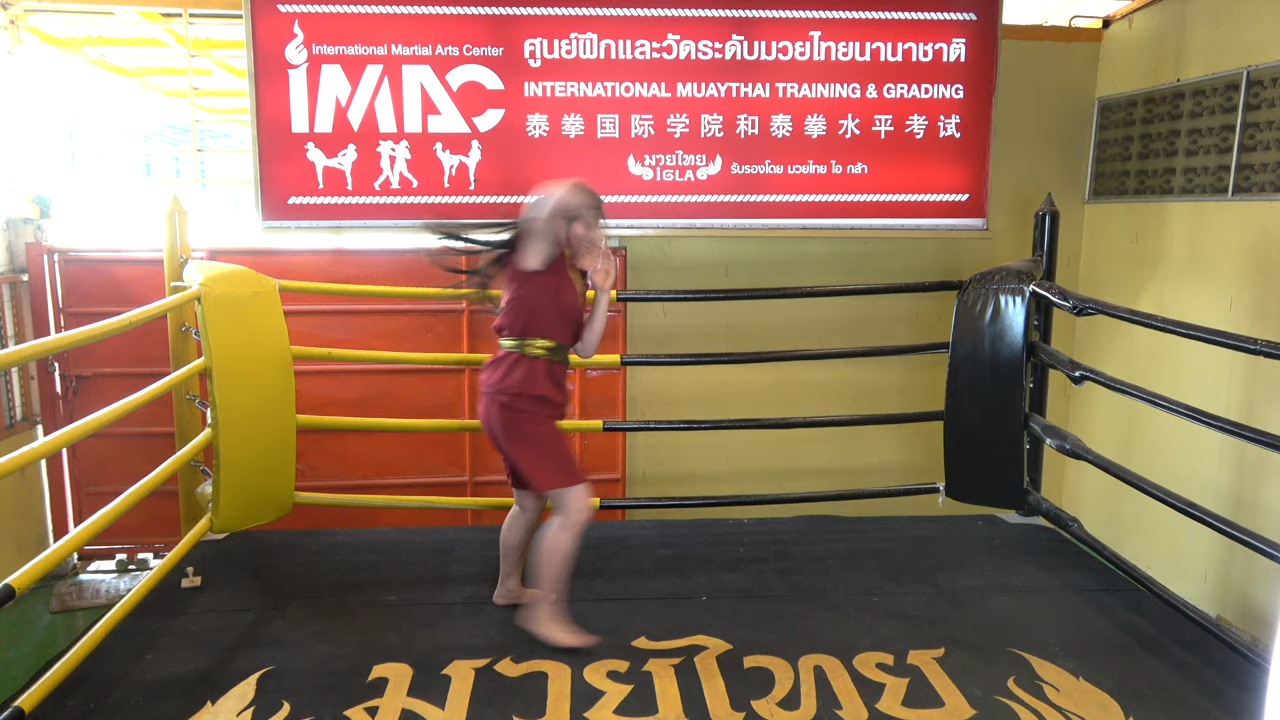 International Martial Arts Center
iMAC
ศูนย์ฝึกและวัดระดับมวยไทยนานาชาติ
INTERNATIONAL MUAYTHAI TRAINING & GRADING
泰拳国际学院和泰拳水平考试
มวยไทย
iGLA
รับรองโดย มวยไทย ไอ กล้า
มวยไทย